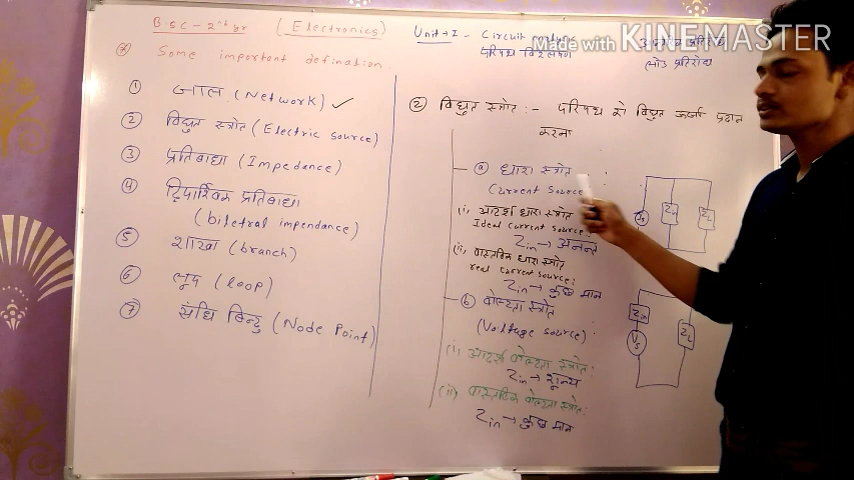 BSC - 2nd yr (Electronics) Unit-I - Circuit analysis
परिपथ विश्लेषण
लोड प्रतिरोध
Made with KINEMASTER
Some important defination
① जाल (Network) ✓
② विद्युत स्त्रोत (Electric source)
③ प्रतिबाधा (Impedance)
④ द्विपार्श्विक प्रतिबाधा
(biletral impendance)
⑤ शाखा (branch)
⑥ लूप (loop)
⑦ संधि बिन्दु (Node Point)
② विद्युत स्त्रोत :- परिपथ को विद्युत ऊर्जा प्रदान
करना
ⓐ धारा स्त्रोत
(Current Source
(i) आदर्श धारा स्त्रोत
Ideal current source:
Zin → अनन्त
(ii) वास्तविक धारा स्त्रोत
real current source:
Zin → कुछ मान
ⓑ वोल्टता स्त्रोत
(Voltage source)
(i) आदर्श वोल्टता स्त्रोत:
Zin → शून्य
(ii) वास्तविक वोल्टता स्त्रोत:
Zin → कुछ मान
Zin ZL
Zin
Vs ZL